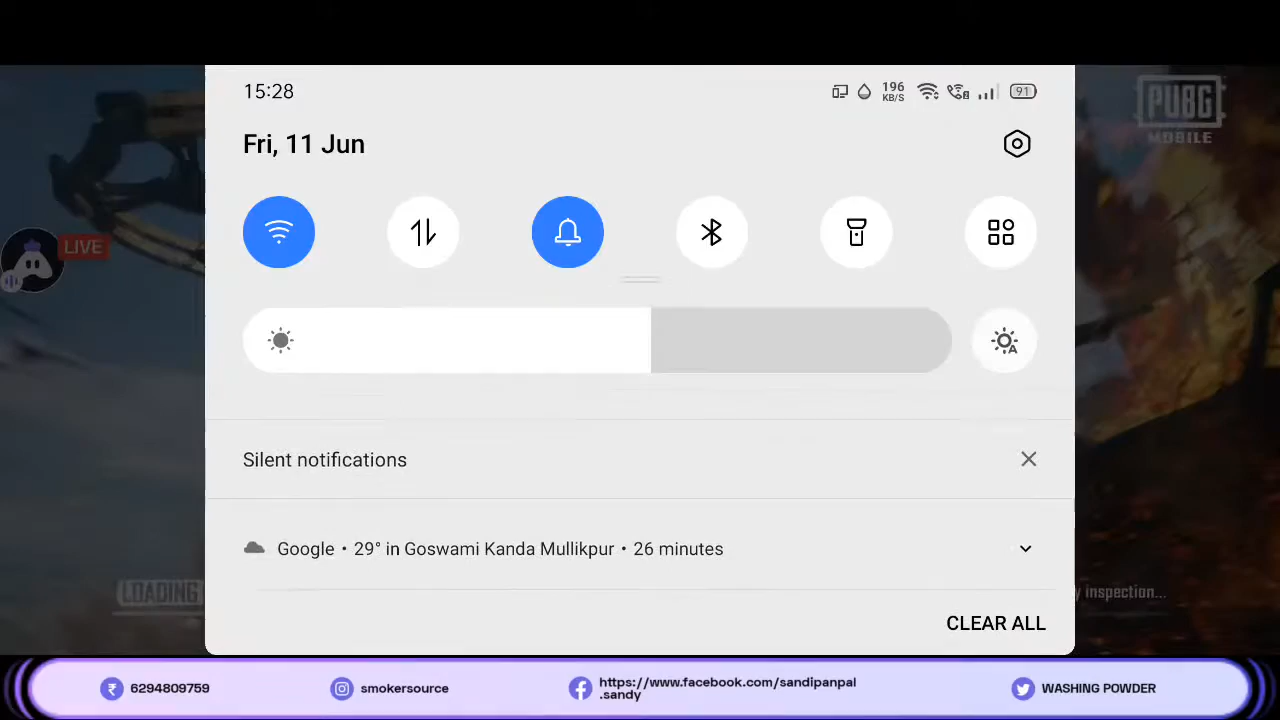 15:28
196
KB/S
91
PUBG
MOBILE
Fri, 11 Jun
LIVE
A
Silent notifications
Google • 29° in Goswami Kanda Mullikpur • 26 minutes
LOADING
y inspection...
CLEAR ALL
₹ 6294809759
smokersource
https://www.facebook.com/sandipanpal
.sandy
WASHING POWDER